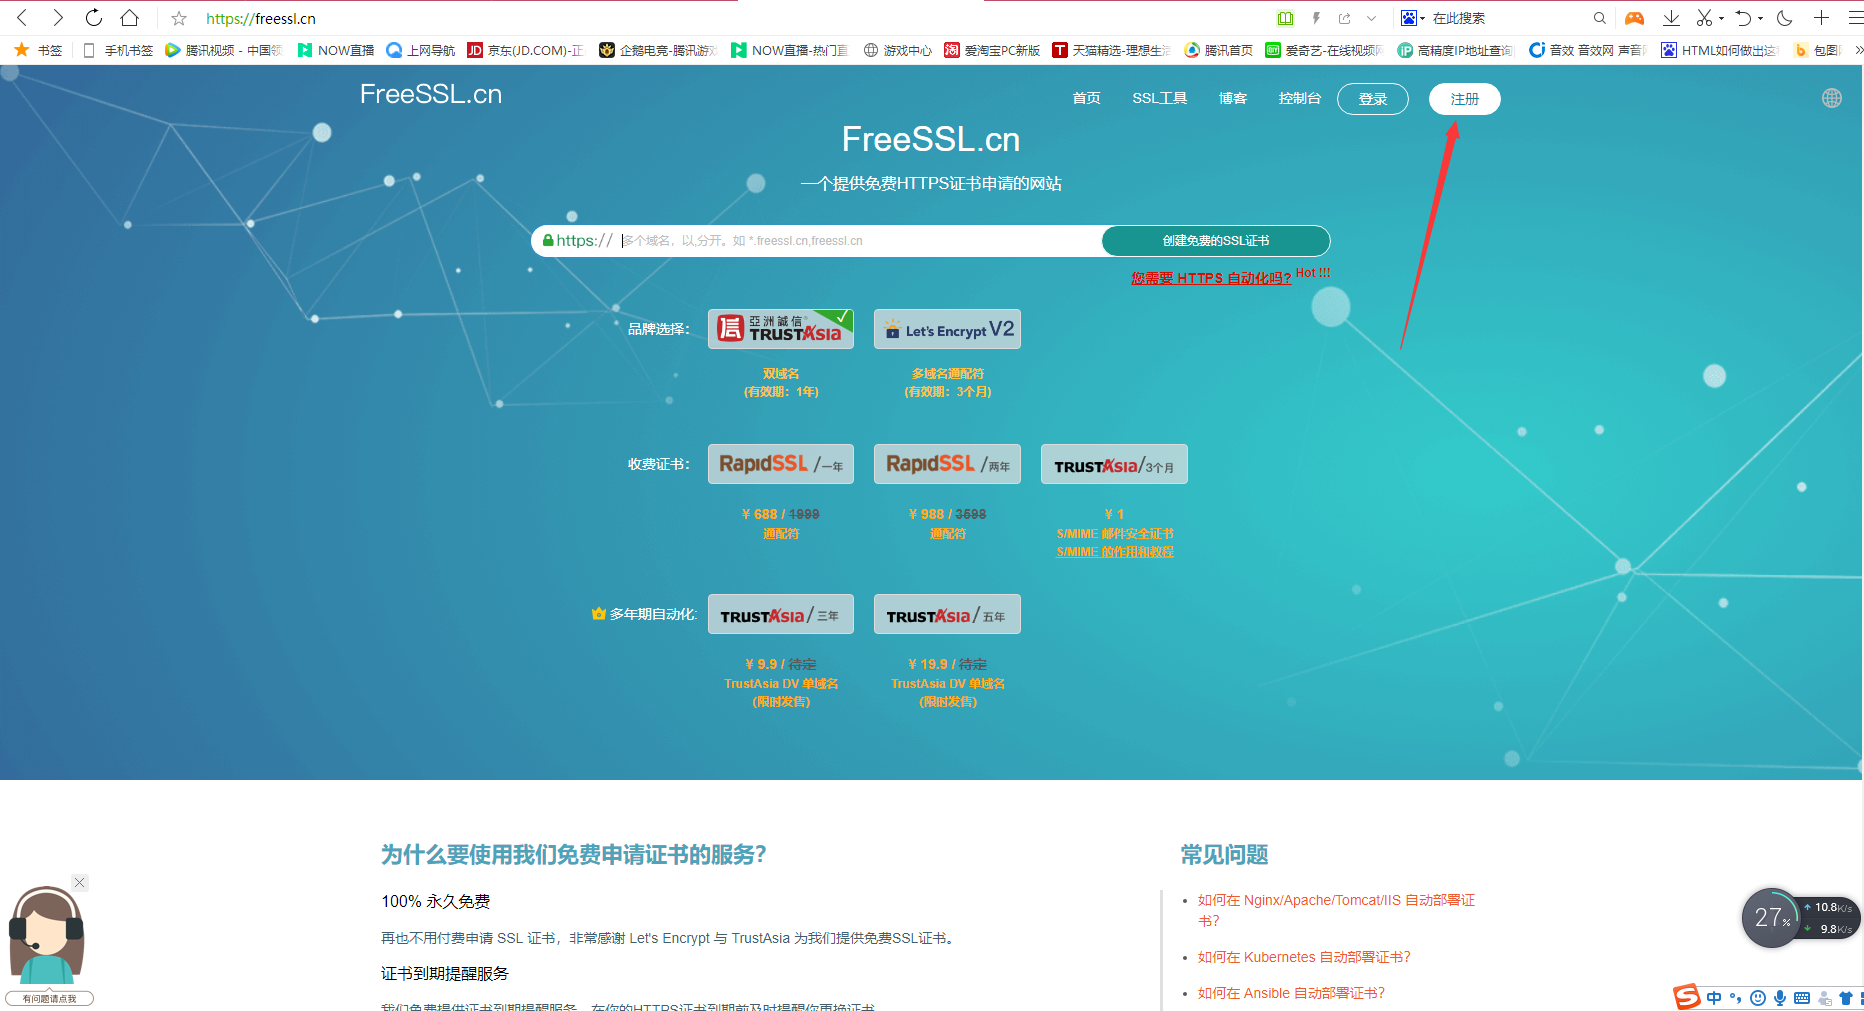 https://freessl.cn
在此搜索
书签
手机书签
腾讯视频 - 中国领
NOW直播
上网导航
京东(JD.COM)-正
企鹅电竞-腾讯游戏
NOW直播-热门直
游戏中心
爱淘宝PC新版
天猫精选-理想生活
腾讯首页
爱奇艺-在线视频网
高精度IP地址查询
音效 音效网 声音
HTML如何做出这
包图
FreeSSL.cn
首页
SSL工具
博客
控制台
登录
注册
FreeSSL.cn
一个提供免费HTTPS证书申请的网站
https://
多个域名，以,分开。如 *.freessl.cn,freessl.cn
创建免费的SSL证书
您需要 HTTPS 自动化吗? Hot !!!
品牌选择：
亞洲誠信
TRUSTAsia
Let's Encrypt V2
双域名
(有效期：1年)
多域名通配符
(有效期：3个月)
收费证书：
RapidSSL /一年
RapidSSL /两年
TRUSTAsia/3个月
¥ 688 / 1999
通配符
¥ 988 / 3598
通配符
¥ 1
S/MIME 邮件安全证书
S/MIME 的作用和教程
多年期自动化:
TRUSTAsia/三年
TRUSTAsia/五年
¥ 9.9 / 待定
TrustAsia DV 单域名
(限时发售)
¥ 19.9 / 待定
TrustAsia DV 单域名
(限时发售)
为什么要使用我们免费申请证书的服务？
100% 永久免费
再也不用付费申请 SSL 证书，非常感谢 Let's Encrypt 与 TrustAsia 为我们提供免费SSL证书。
证书到期提醒服务
我们免费提供证书到期提醒服务，在你的HTTPS证书到期前及时提醒你更换证书
常见问题
如何在 Nginx/Apache/Tomcat/IIS 自动部署证
书？
如何在 Kubernetes 自动部署证书？
如何在 Ansible 自动部署证书？
有问题请点我
27%
10.8K/s
9.8K/s
中